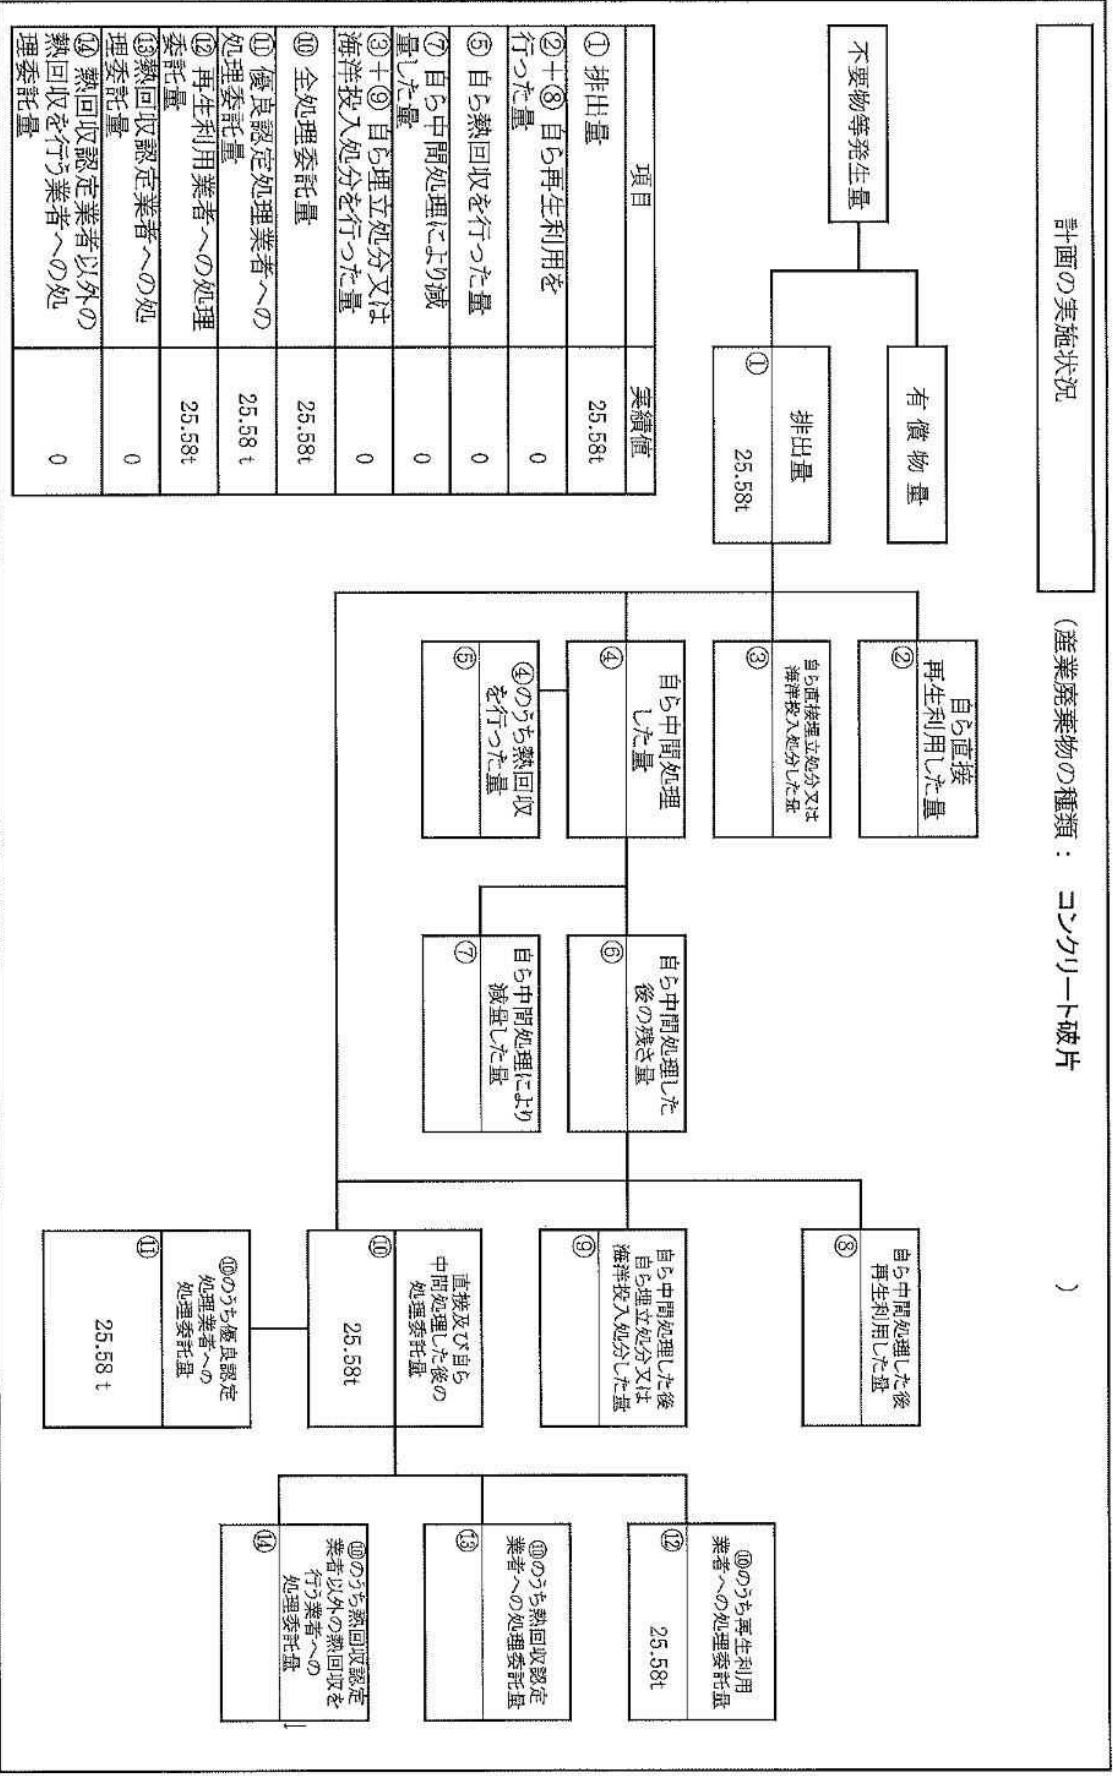 計画の実施状況
(産業廃棄物の種類： コンクリート破片 )
不要物等発生量
有償物量
排出量
①
25.58t
自ら直接
再生利用した量
②
自ら直接埋立処分又は
海洋投入処分した量
③
自ら中間処理
した量
④
④のうち熱回収
を行った量
⑤
自ら中間処理した
後の残さ量
⑥
自ら中間処理により
減量した量
⑦
自ら中間処理した後
再生利用した量
⑧
自ら中間処理した後
自ら埋立処分又は
海洋投入処分した量
⑨
直接及び自ら
中間処理した後の
処理委託量
⑩
25.58t
⑩のうち優良認定
処理業者への
処理委託量
⑪
25.58 t
⑩のうち再生利用
業者への処理委託量
⑫
25.58t
⑩のうち熱回収認定
業者への処理委託量
⑬
⑩のうち熱回収認定
業者以外の熱回収を
行う業者への
処理委託量
⑭
項目 実績値
① 排出量 25.58t
②＋⑧ 自ら再生利用を
行った量 0
⑤ 自ら熱回収を行った量 0
⑦ 自ら中間処理により減
量した量 0
③＋⑨ 自ら埋立処分又は
海洋投入処分を行った量 0
⑩ 全処理委託量 25.58t
⑪ 優良認定処理業者への
処理委託量 25.58 t
⑫ 再生利用業者への処理
委託量 25.58t
⑬熱回収認定業者への処
理委託量 0
⑭ 熱回収認定業者以外の
熱回収を行う業者への処
理委託量 0